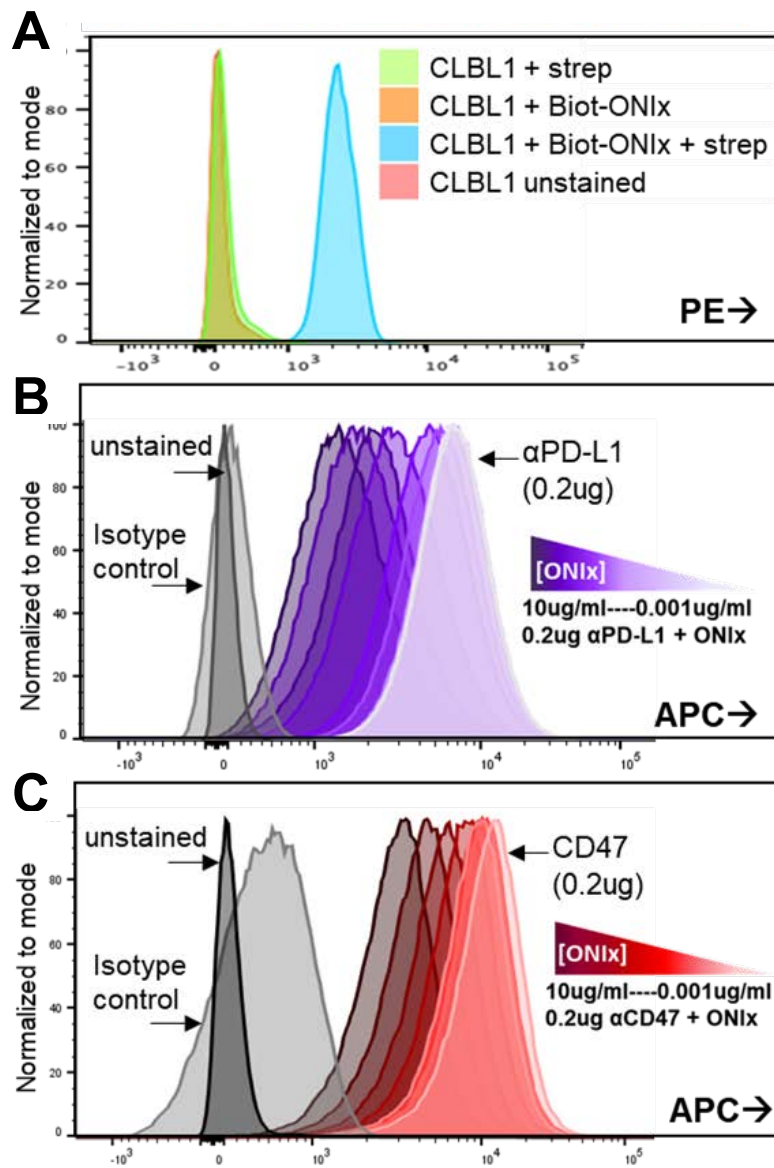 A
Normalized to mode
80
60
40
20
0
CLBL1 + strep
CLBL1 + Biot-ONIx
CLBL1 + Biot-ONIx + strep
CLBL1 unstained
PE→
-10³ 0 10³ 10⁴ 10⁵
B
Normalized to mode
100
80
60
40
20
0
unstained
Isotype
control
αPD-L1
(0.2ug)
[ONIx]
10ug/ml----0.001ug/ml
0.2ug αPD-L1 + ONIx
APC→
-10³ 0 10³ 10⁴ 10⁵
C
Normalized to mode
80
60
40
20
0
unstained
Isotype
control
CD47
(0.2ug)
[ONIx]
10ug/ml----0.001ug/ml
0.2ug αCD47 + ONIx
APC→
-10³ 0 10³ 10⁴ 10⁵